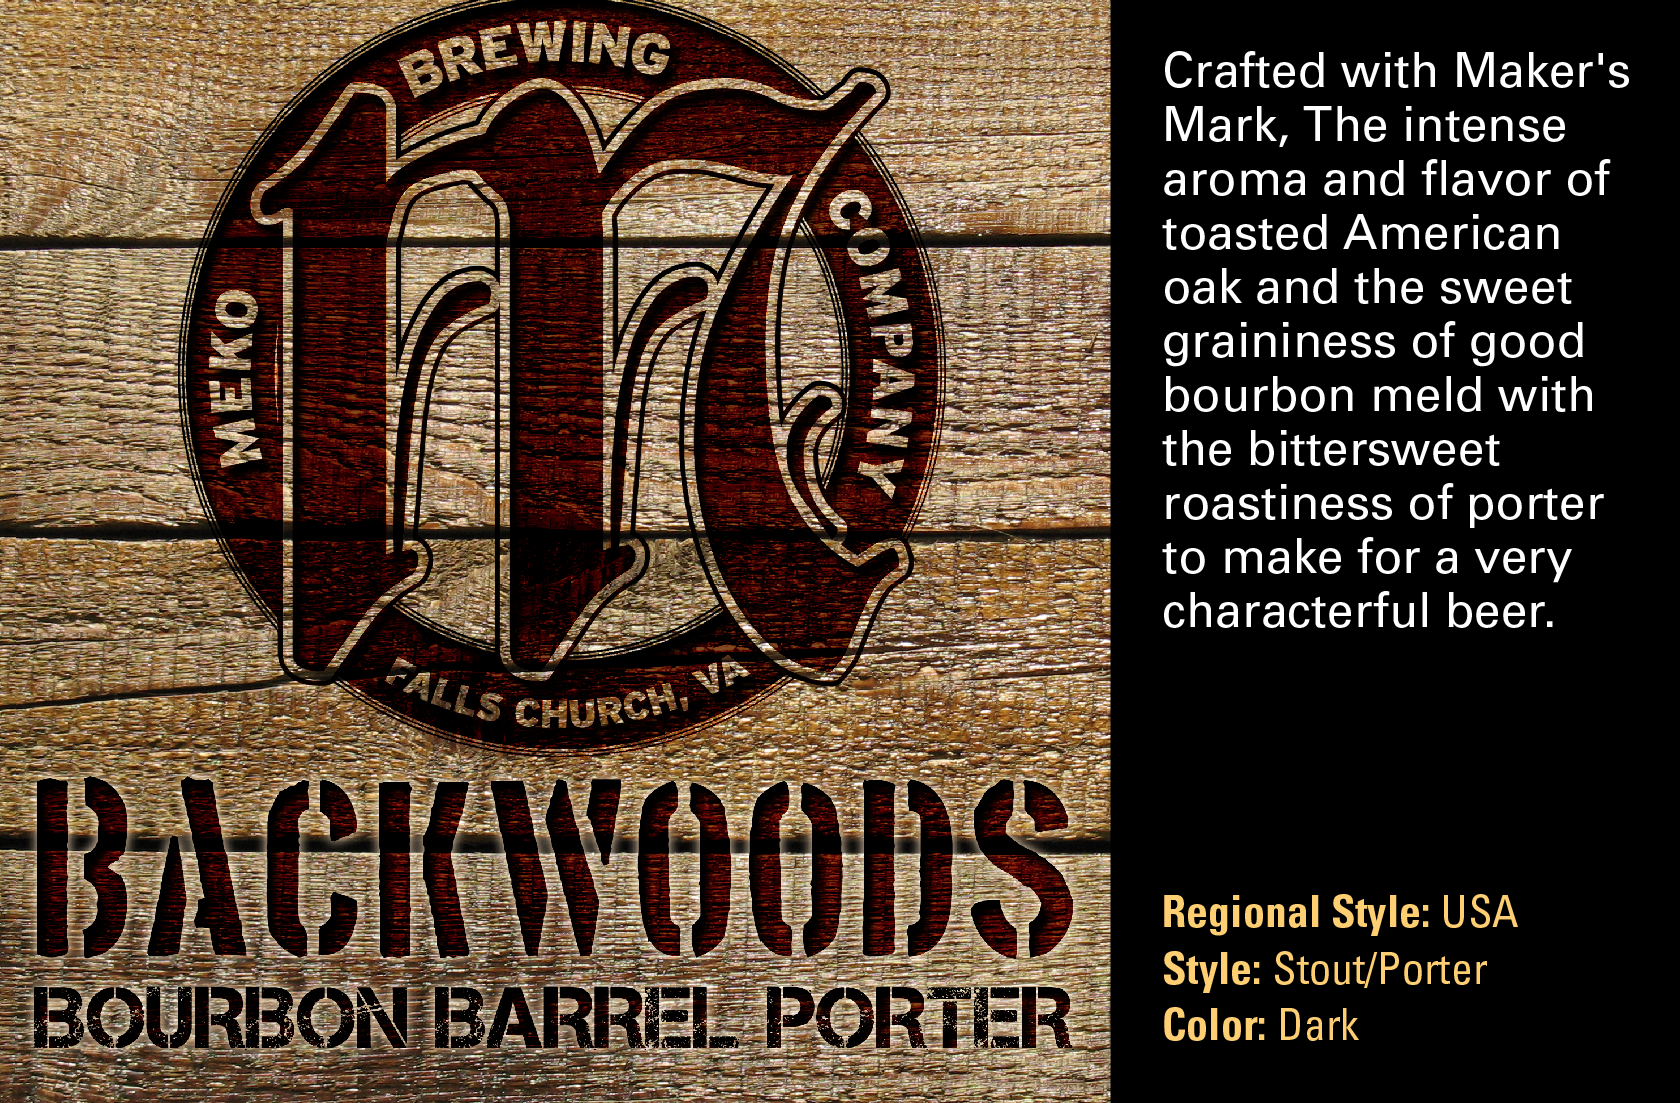 BREWING
MEKO
COMPANY
m
FALLS CHURCH, VA
BACKWOODS
BOURBON BARREL PORTER
Crafted with Maker's
Mark, The intense
aroma and flavor of
toasted American
oak and the sweet
graininess of good
bourbon meld with
the bittersweet
roastiness of porter
to make for a very
characterful beer.
Regional Style: USA
Style: Stout/Porter
Color: Dark